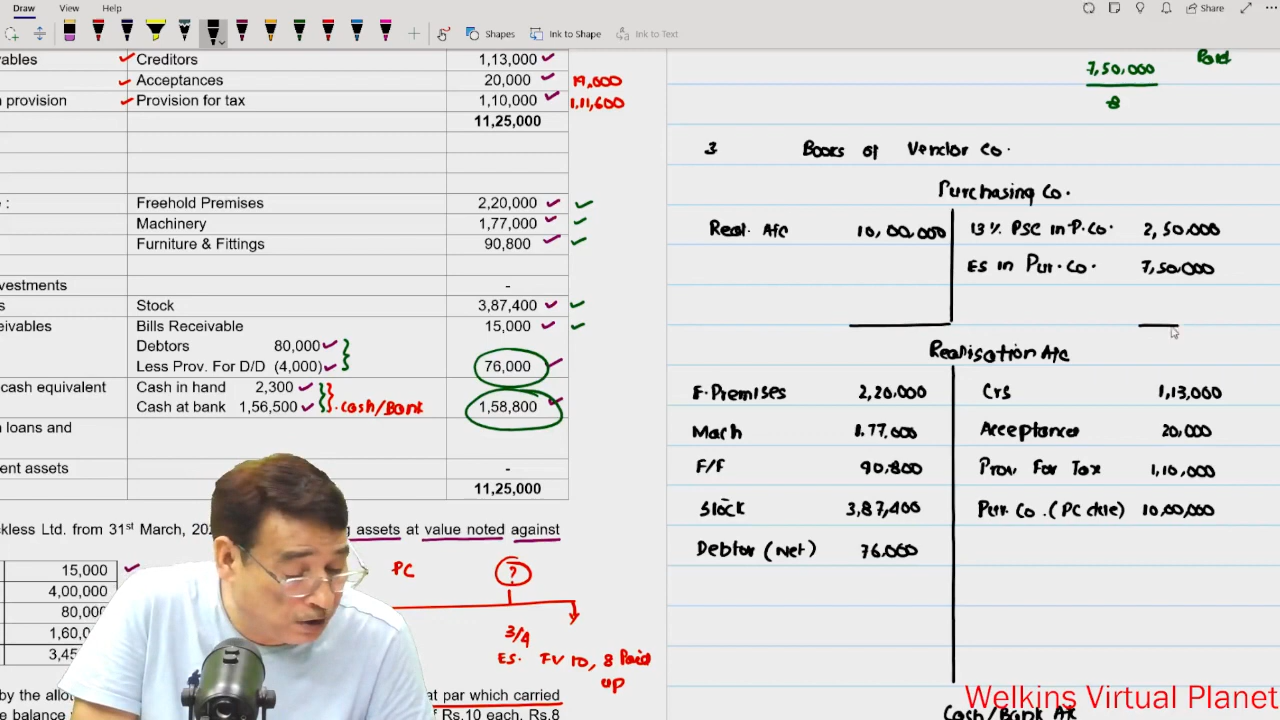 Draw View Help Share
Shapes Ink to Shape Ink to Text
vables Creditors 1,13,000
Acceptances 20,000 19,000
provision Provision for tax 1,10,000 1,11,600
11,25,000
: Freehold Premises 2,20,000
Machinery 1,77,000
Furniture & Fittings 90,800
vestments -
s Stock 3,87,400
eivables Bills Receivable 15,000
Debtors 80,000
Less Prov. For D/D (4,000) 76,000
cash equivalent Cash in hand 2,300
Cash at bank 1,56,500 Cash/Bank 1,58,800
n loans and
ent assets -
11,25,000
ckless Ltd. from 31st March, assets at value noted against
15,000
4,00,000
80,000
PC ?
3/4
ES. FV 10, 8 Paid
up
by the allo at par which carried
e balance f Rs.10 each, Rs.8
7,50,000 Paid
8
3 Books of Vendor Co.
Purchasing Co.
Real. A/c 10,00,000 13% PSC in P.Co. 2,50,000
ES in Pur.Co. 7,50,000
Realisation A/c
F.Premises 2,20,000 Crs 1,13,000
Mach 1,77,000 Acceptances 20,000
F/F 90,800 Prov. For Tax 1,10,000
Stock 3,87,400 Pur. Co. (PC due) 10,00,000
Debtor (Net) 76,000
Welkins Virtual Planet
Cash/Bank A/c